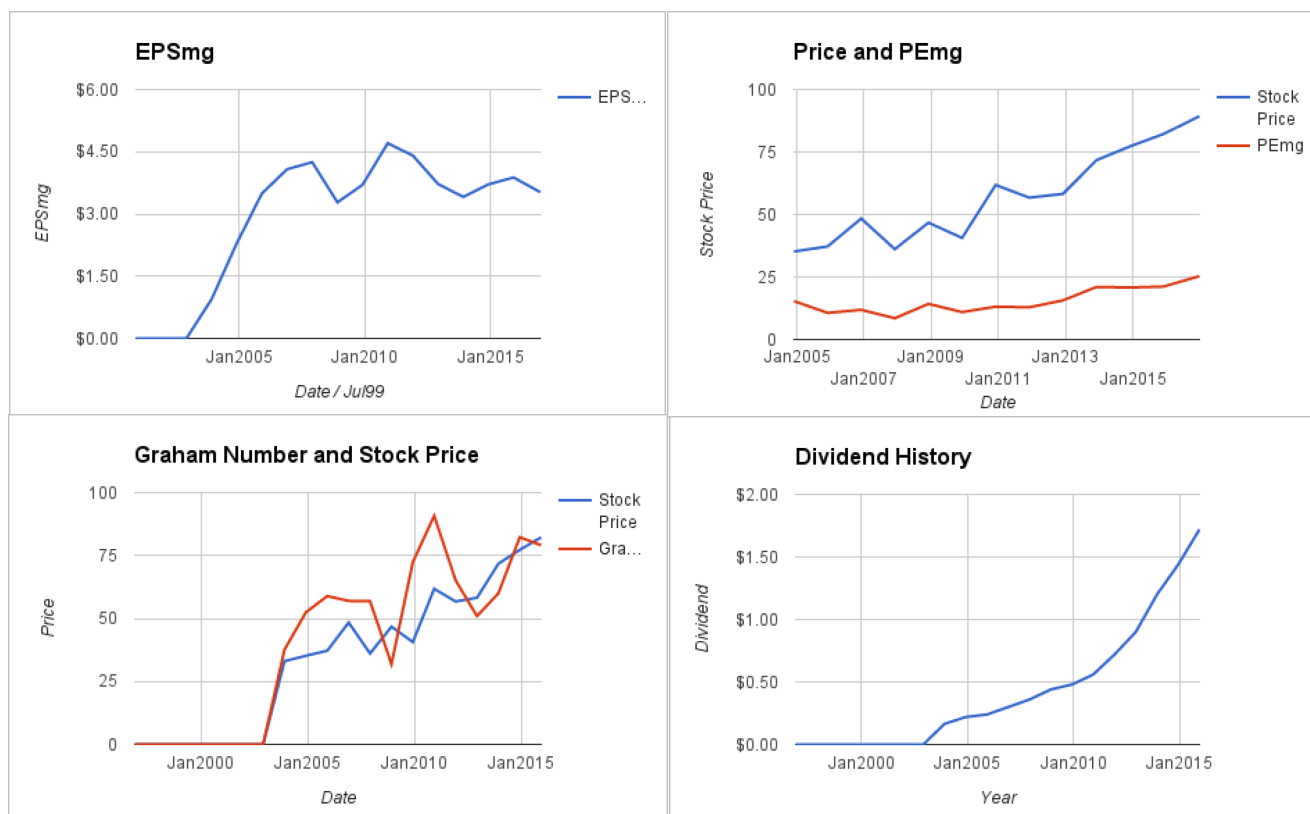 EPSmg
$6.00
$4.50
$3.00
$1.50
$0.00
EPSmg
Jan2005
Jan2010
Jan2015
Date / Jul99
EPS…
Price and PEmg
100
75
50
25
0
Stock Price
Jan2005
Jan2007
Jan2009
Jan2011
Jan2013
Jan2015
Date
Stock
Price
PEmg
Graham Number and Stock Price
100
75
50
25
0
Price
Jan2000
Jan2005
Jan2010
Jan2015
Date
Stock
Price
Gra…
Dividend History
$2.00
$1.50
$1.00
$0.50
$0.00
Dividend
Jan2000
Jan2005
Jan2010
Jan2015
Year